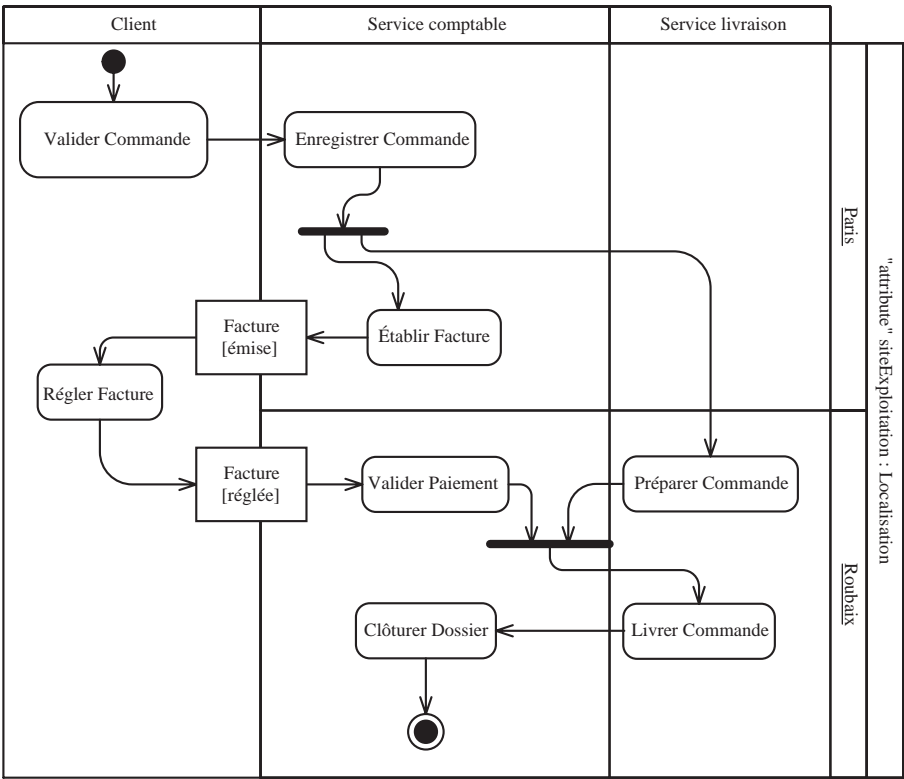 Client
Service comptable
Service livraison
Valider Commande
Enregistrer Commande
Paris
"attribute" siteExploitation : Localisation
Facture
[émise]
Établir Facture
Régler Facture
Facture
[réglée]
Valider Paiement
Préparer Commande
Roubaix
Clôturer Dossier
Livrer Commande